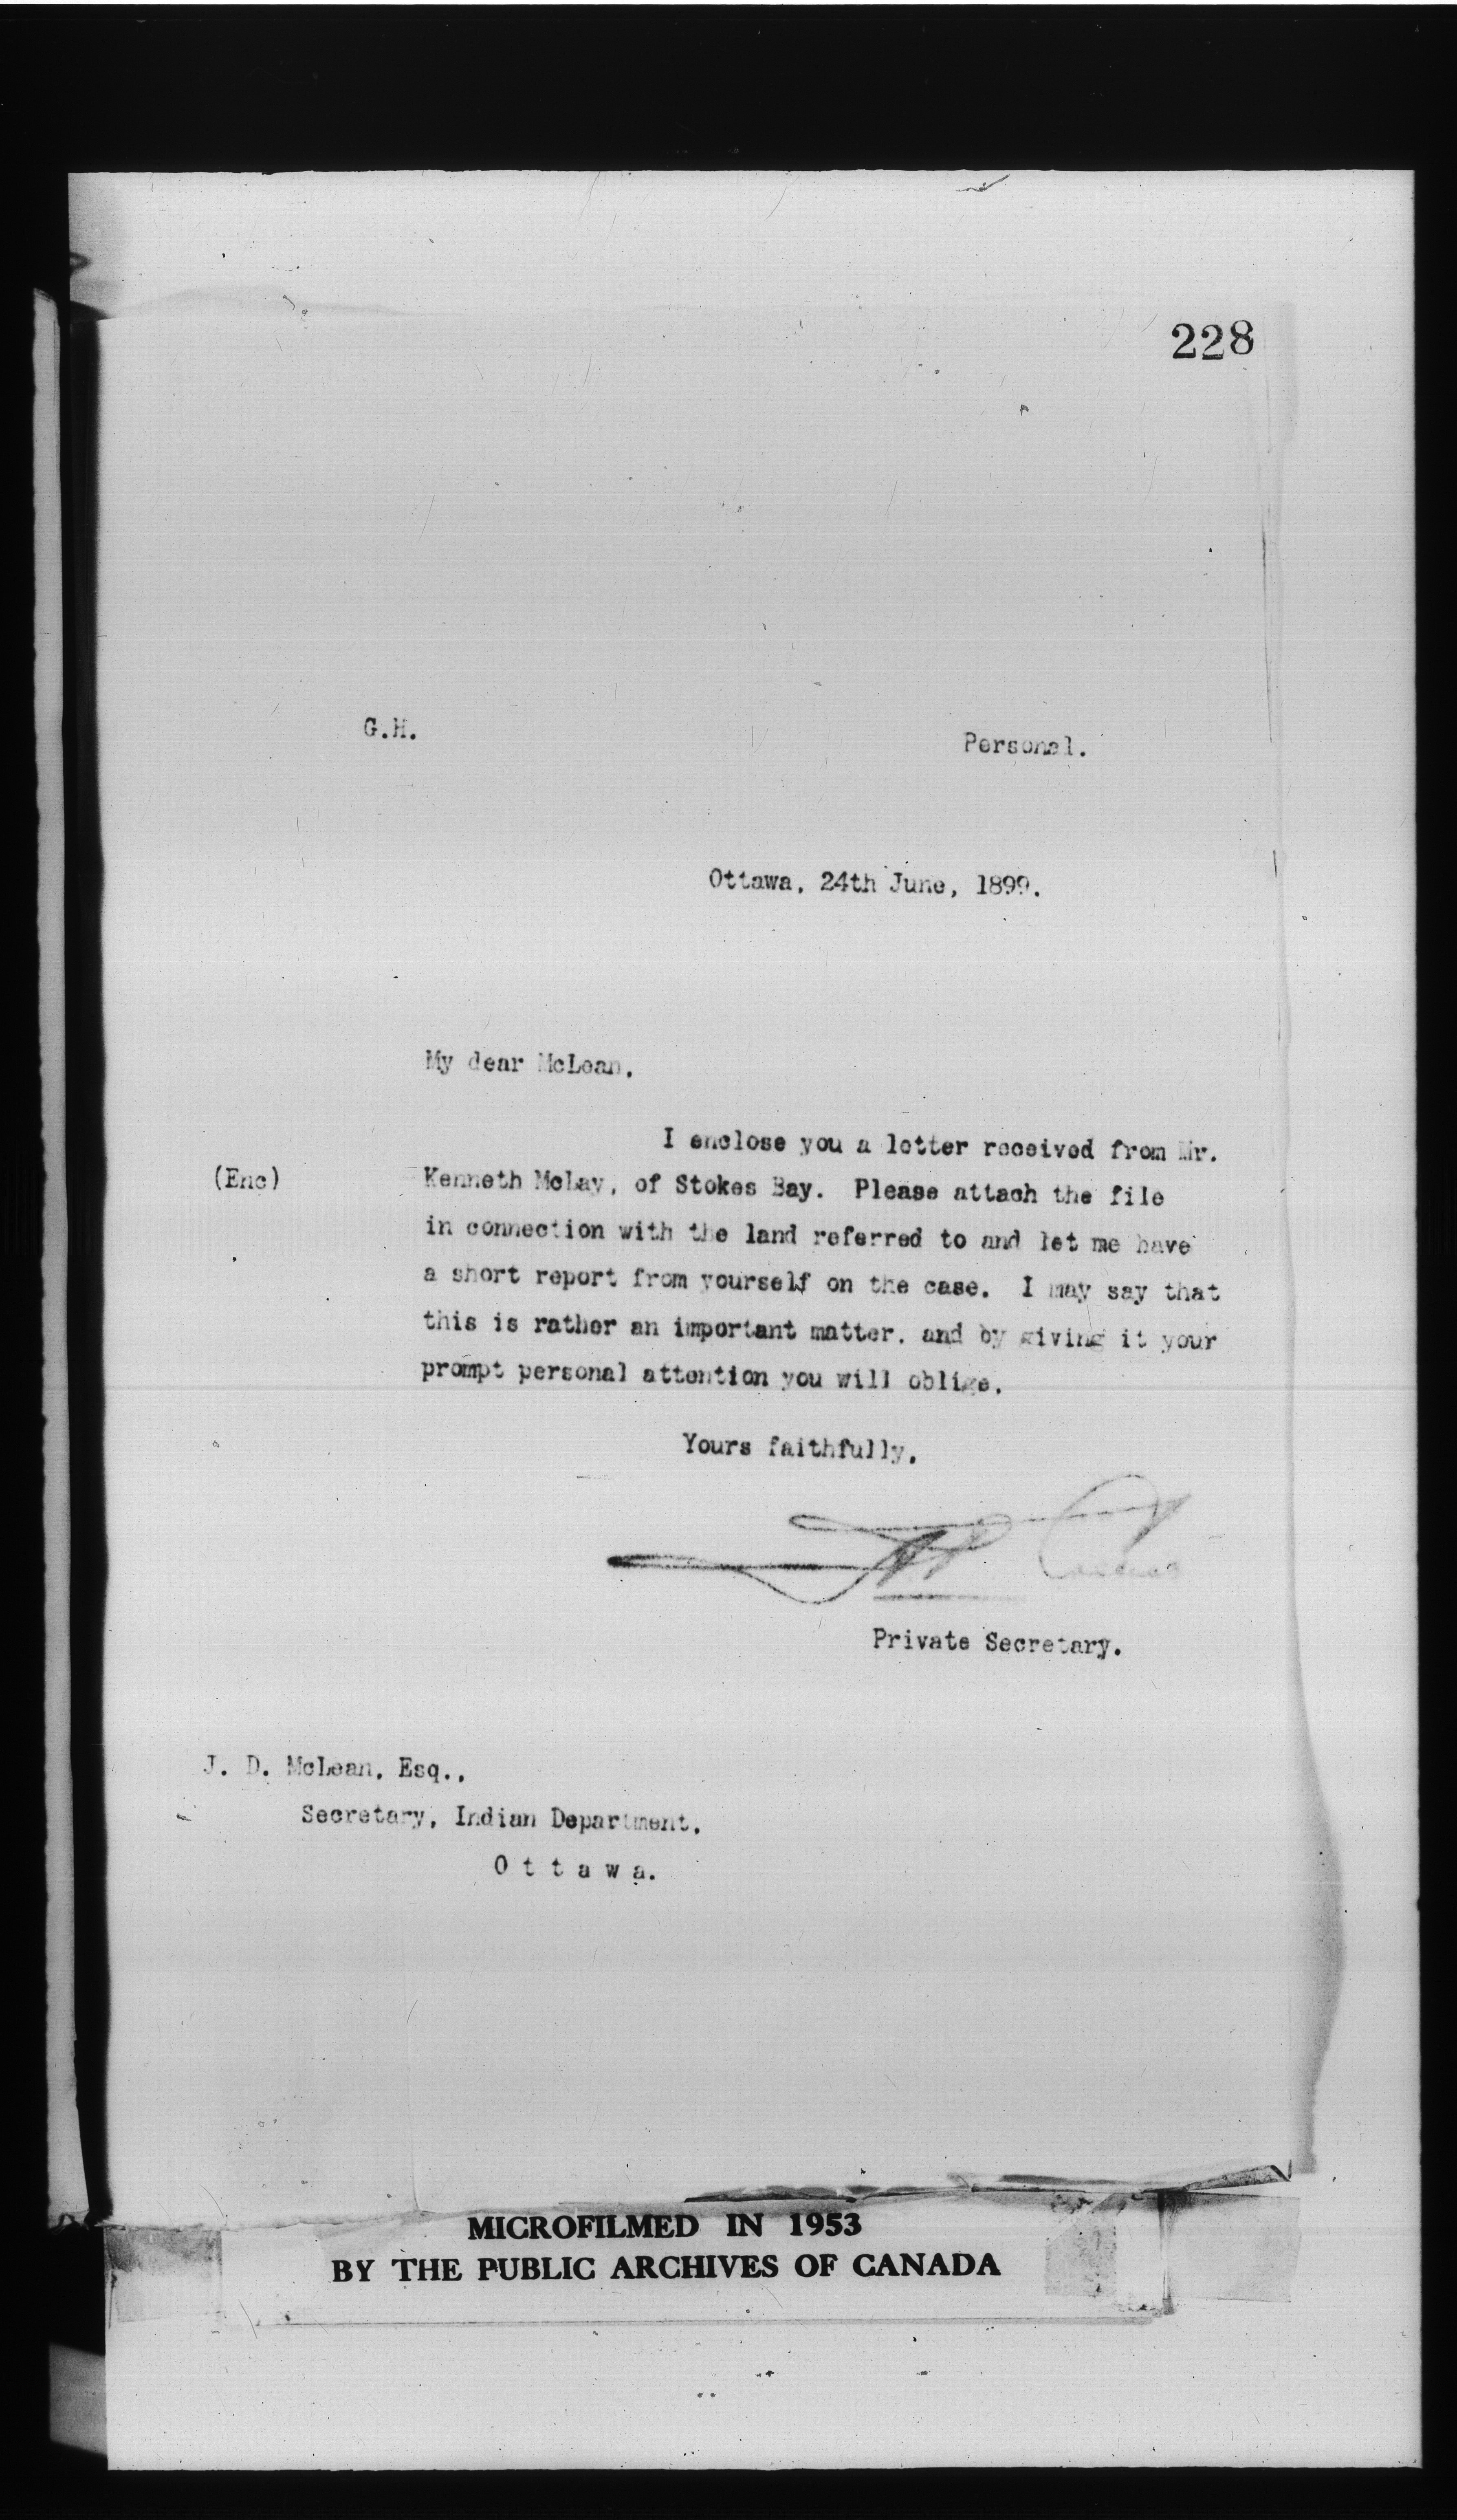 228
G.H.
Personal.
Ottawa, 24th June, 1899.
My dear McLean,
I enclose you a letter received from Mr.
(Enc)
Kenneth McLay, of Stokes Bay. Please attach the file
in connection with the land referred to and let me have
a short report from yourself on the case. I may say that
this is rather an important matter, and by giving it your
prompt personal attention you will oblige,
Yours faithfully,
Private Secretary.
J. D. McLean, Esq.,
Secretary, Indian Department,
O t t a w a.
MICROFILMED IN 1953
BY THE PUBLIC ARCHIVES OF CANADA